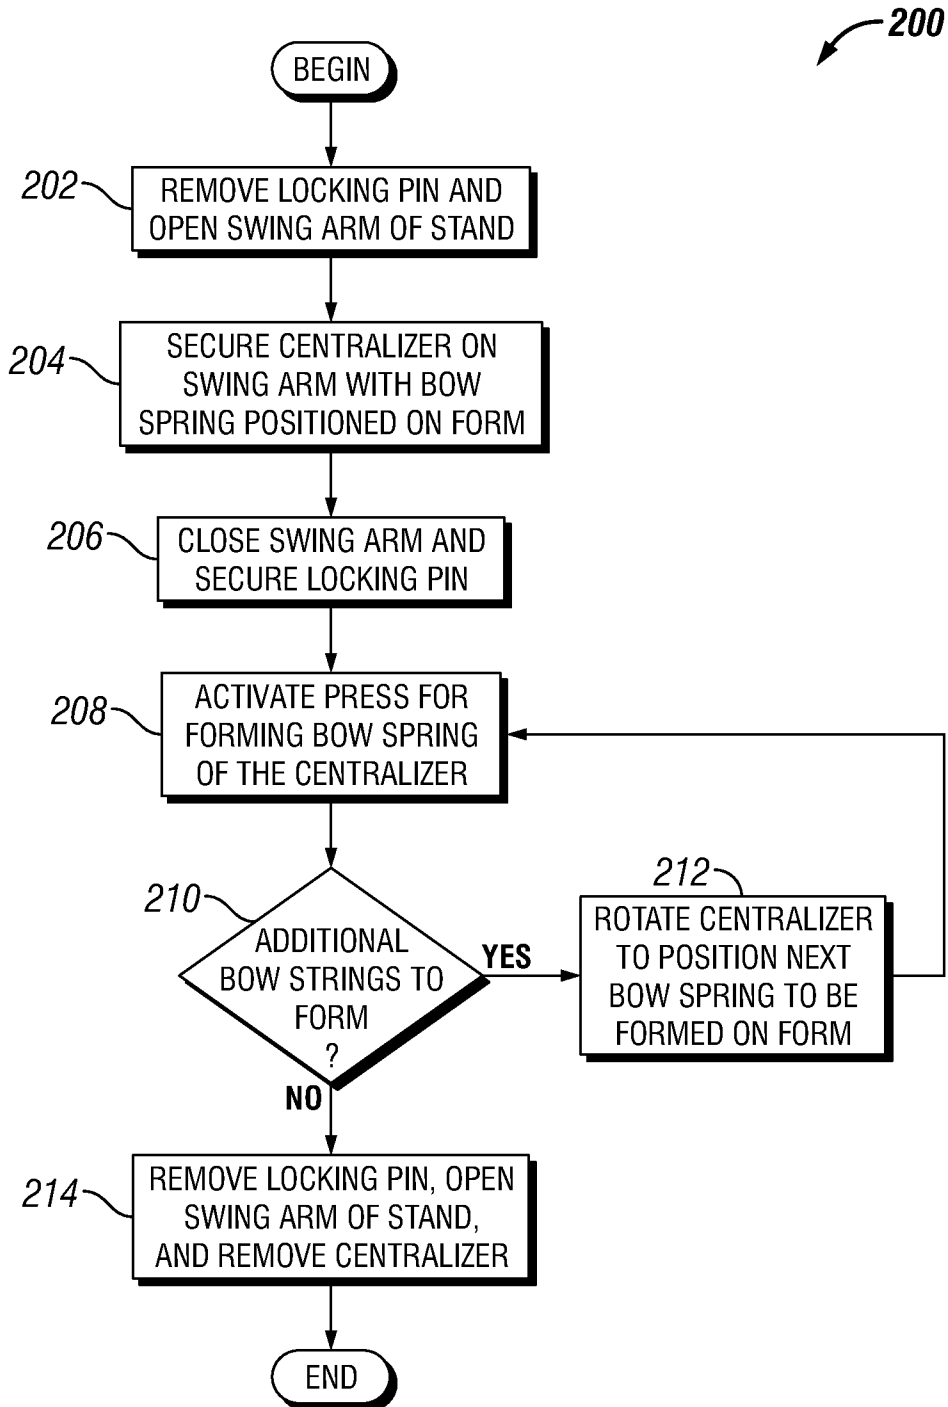 200
BEGIN
202
REMOVE LOCKING PIN AND
OPEN SWING ARM OF STAND
204
SECURE CENTRALIZER ON
SWING ARM WITH BOW
SPRING POSITIONED ON FORM
206
CLOSE SWING ARM AND
SECURE LOCKING PIN
208
ACTIVATE PRESS FOR
FORMING BOW SPRING
OF THE CENTRALIZER
210
ADDITIONAL
BOW STRINGS TO
FORM
?
YES
212
ROTATE CENTRALIZER
TO POSITION NEXT
BOW SPRING TO BE
FORMED ON FORM
NO
214
REMOVE LOCKING PIN, OPEN
SWING ARM OF STAND,
AND REMOVE CENTRALIZER
END